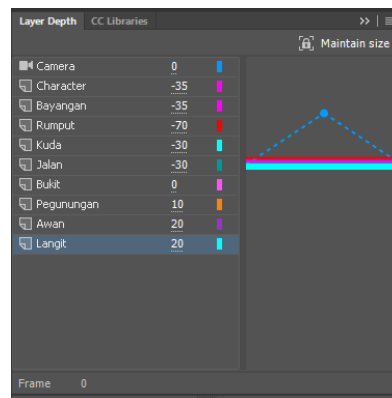 Layer Depth CC Libraries >>
Maintain size
Camera 0
Character -35
Bayangan -35
Rumput -70
Kuda -30
Jalan -30
Bukit 0
Pegunungan 10
Awan 20
Langit 20
Frame 0